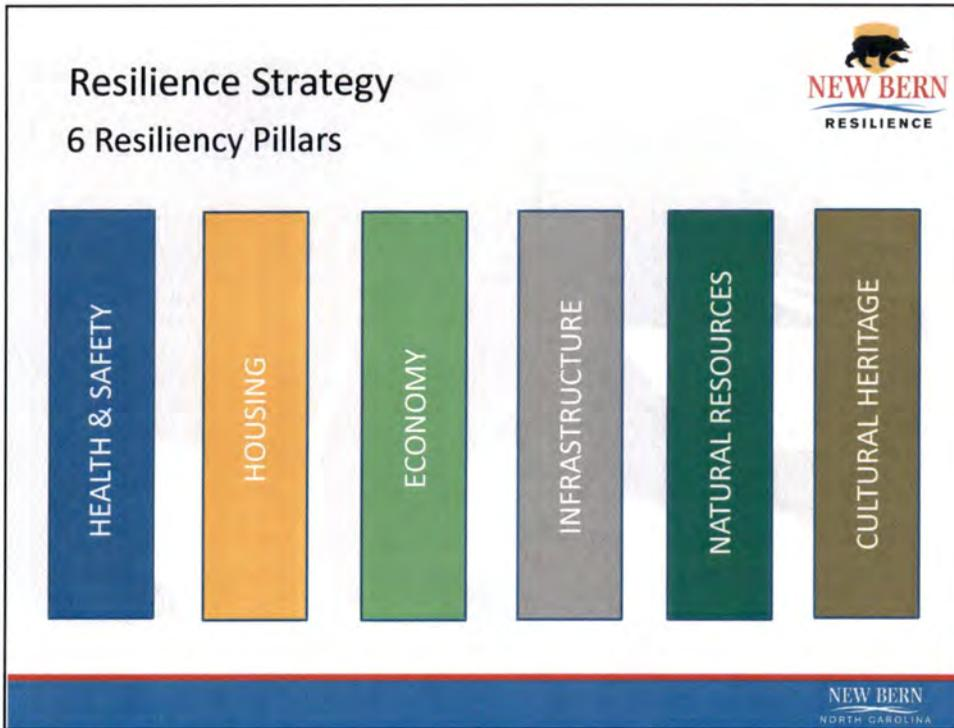 Resilience Strategy
6 Resiliency Pillars
NEW BERN
RESILIENCE
HEALTH & SAFETY
HOUSING
ECONOMY
INFRASTRUCTURE
NATURAL RESOURCES
CULTURAL HERITAGE
NEW BERN
NORTH CAROLINA